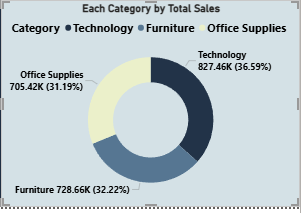 Each Category by Total Sales
Category Technology Furniture Office Supplies
Technology
827.46K (36.59%)
Office Supplies
705.42K (31.19%)
Furniture 728.66K (32.22%)